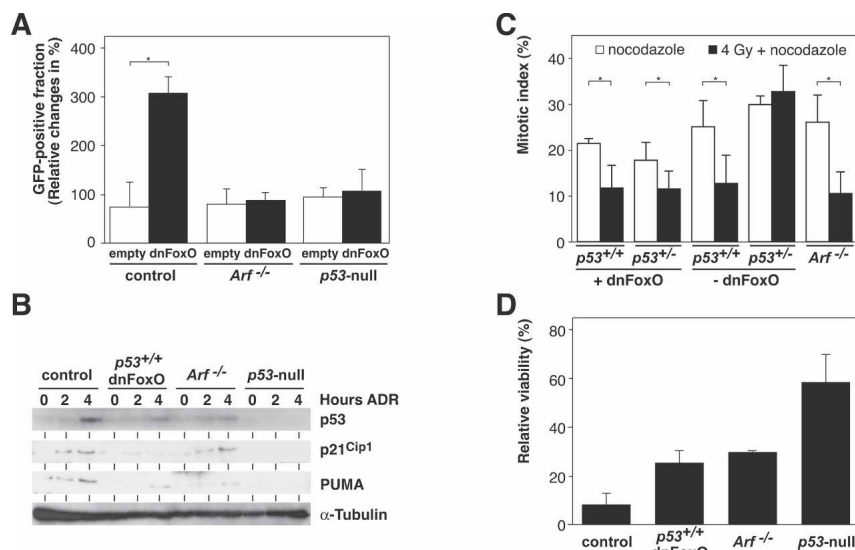 A
GFP-positive fraction
(Relative changes in %)
400
300
200
100
0
*
empty dnFoxO empty dnFoxO empty dnFoxO
control Arf -/- p53-null
B
control p53+/+ dnFoxO Arf -/- p53-null
0 2 4 0 2 4 0 2 4 0 2 4 Hours ADR
p53
p21Cip1
PUMA
α-Tubulin
C
nocodazole 4 Gy + nocodazole
Mitotic index (%)
40
30
20
10
0
* * * *
p53+/+ p53+/- p53+/+ p53+/- Arf -/-
+ dnFoxO - dnFoxO
D
Relative viability (%)
80
60
40
20
0
control p53+/+ dnFoxO Arf -/- p53-null